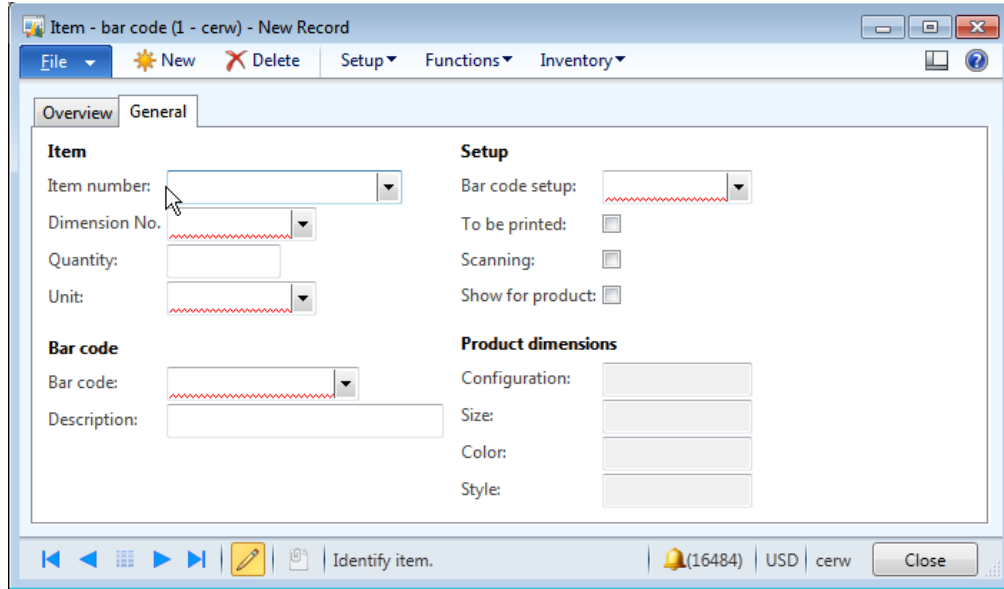 Item - bar code (1 - cerw) - New Record
File New Delete Setup Functions Inventory
Overview General
Item
Item number:
Dimension No.
Quantity:
Unit:
Bar code
Bar code:
Description:
Setup
Bar code setup:
To be printed:
Scanning:
Show for product:
Product dimensions
Configuration:
Size:
Color:
Style:
Identify item. (16484) USD cerw Close